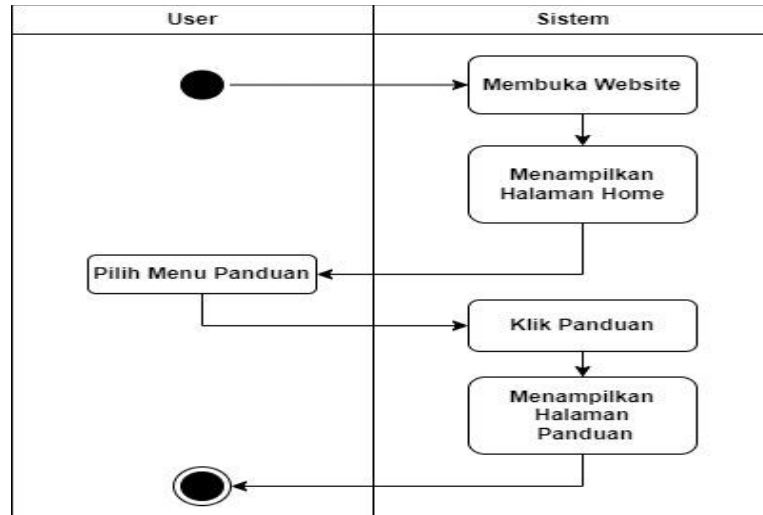 User
Sistem
Membuka Website
Menampilkan
Halaman Home
Pilih Menu Panduan
Klik Panduan
Menampilkan
Halaman
Panduan